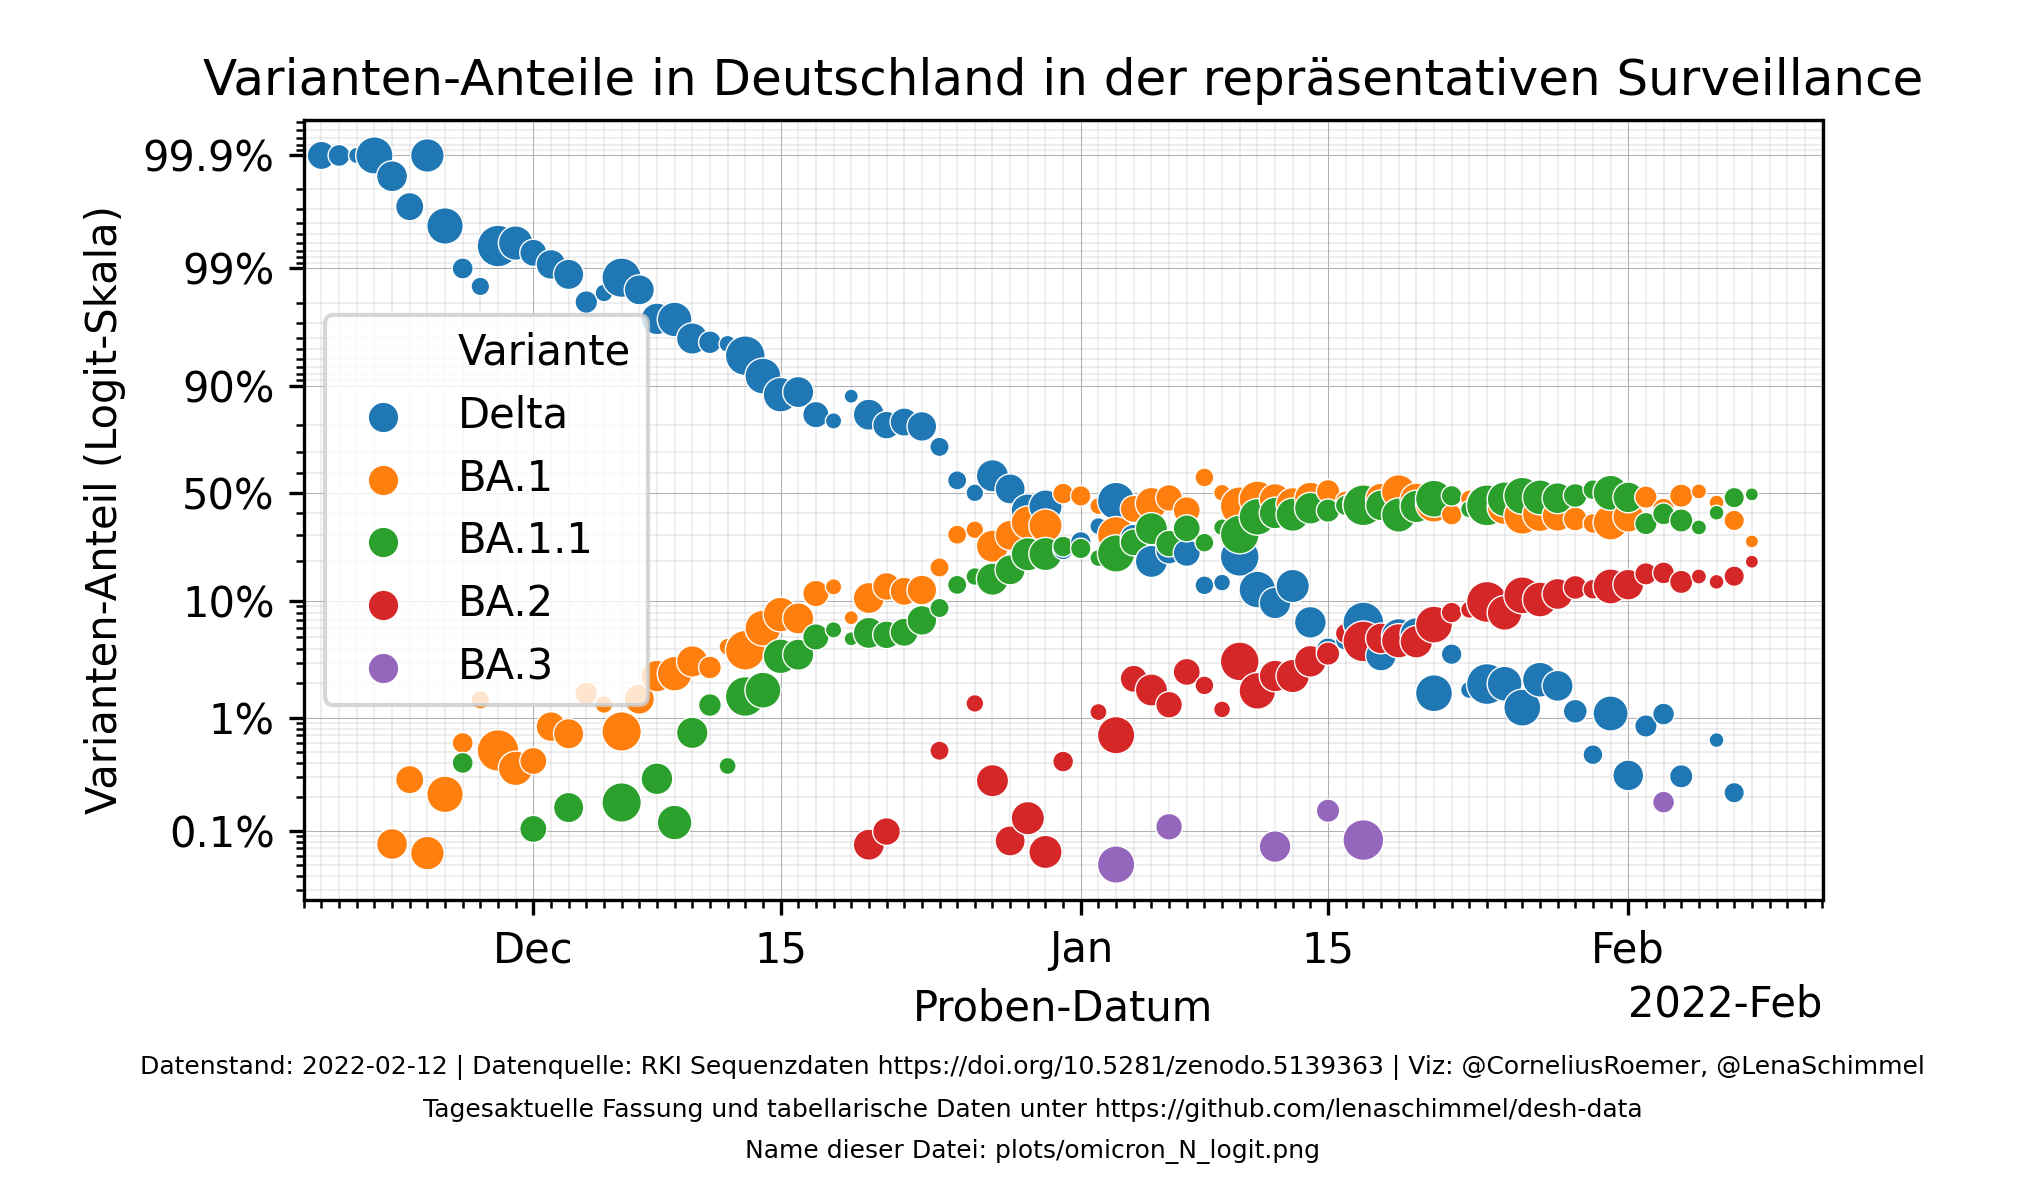 Varianten-Anteile in Deutschland in der repräsentativen Surveillance
Varianten-Anteil (Logit-Skala)
99.9%
99%
90%
50%
10%
1%
0.1%
Variante
Delta
BA.1
BA.1.1
BA.2
BA.3
Dec
15
Jan
15
Feb
2022-Feb
Proben-Datum
Datenstand: 2022-02-12 | Datenquelle: RKI Sequenzdaten https://doi.org/10.5281/zenodo.5139363 | Viz: @CorneliusRoemer, @LenaSchimmel
Tagesaktuelle Fassung und tabellarische Daten unter https://github.com/lenaschimmel/desh-data
Name dieser Datei: plots/omicron_N_logit.png